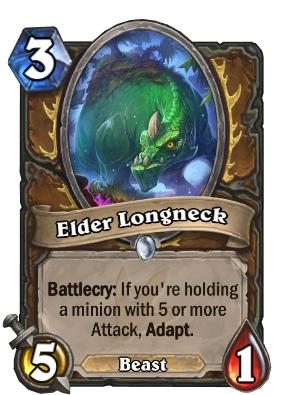 3
Elder Longneck
Battlecry: If you're holding
a minion with 5 or more
Attack, Adapt.
5
Beast
1